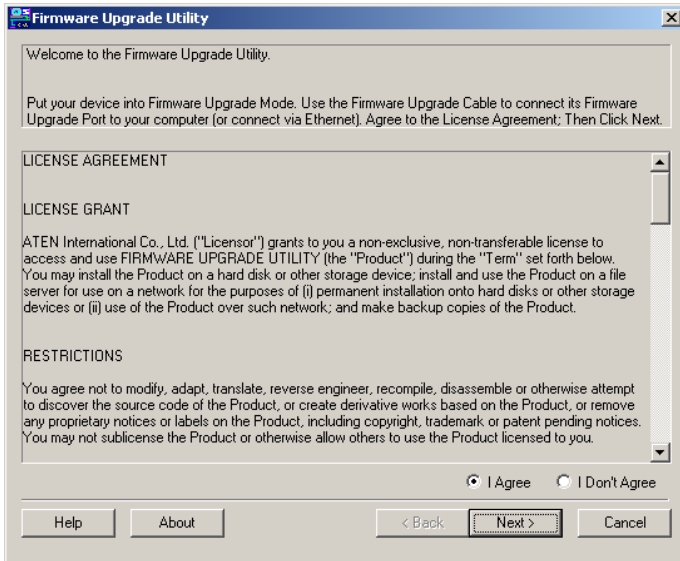 Firmware Upgrade Utility
Welcome to the Firmware Upgrade Utility.
Put your device into Firmware Upgrade Mode. Use the Firmware Upgrade Cable to connect its Firmware
Upgrade Port to your computer (or connect via Ethernet). Agree to the License Agreement; Then Click Next.
LICENSE AGREEMENT
LICENSE GRANT
ATEN International Co., Ltd. ("Licensor") grants to you a non-exclusive, non-transferable license to
access and use FIRMWARE UPGRADE UTILITY (the "Product") during the "Term" set forth below.
You may install the Product on a hard disk or other storage device; install and use the Product on a file
server for use on a network for the purposes of (i) permanent installation onto hard disks or other storage
devices or (ii) use of the Product over such network; and make backup copies of the Product.
RESTRICTIONS
You agree not to modify, adapt, translate, reverse engineer, recompile, disassemble or otherwise attempt
to discover the source code of the Product, or create derivative works based on the Product, or remove
any proprietary notices or labels on the Product, including copyright, trademark or patent pending notices.
You may not sublicense the Product or otherwise allow others to use the Product licensed to you.
I Agree I Don't Agree
Help About < Back Next > Cancel